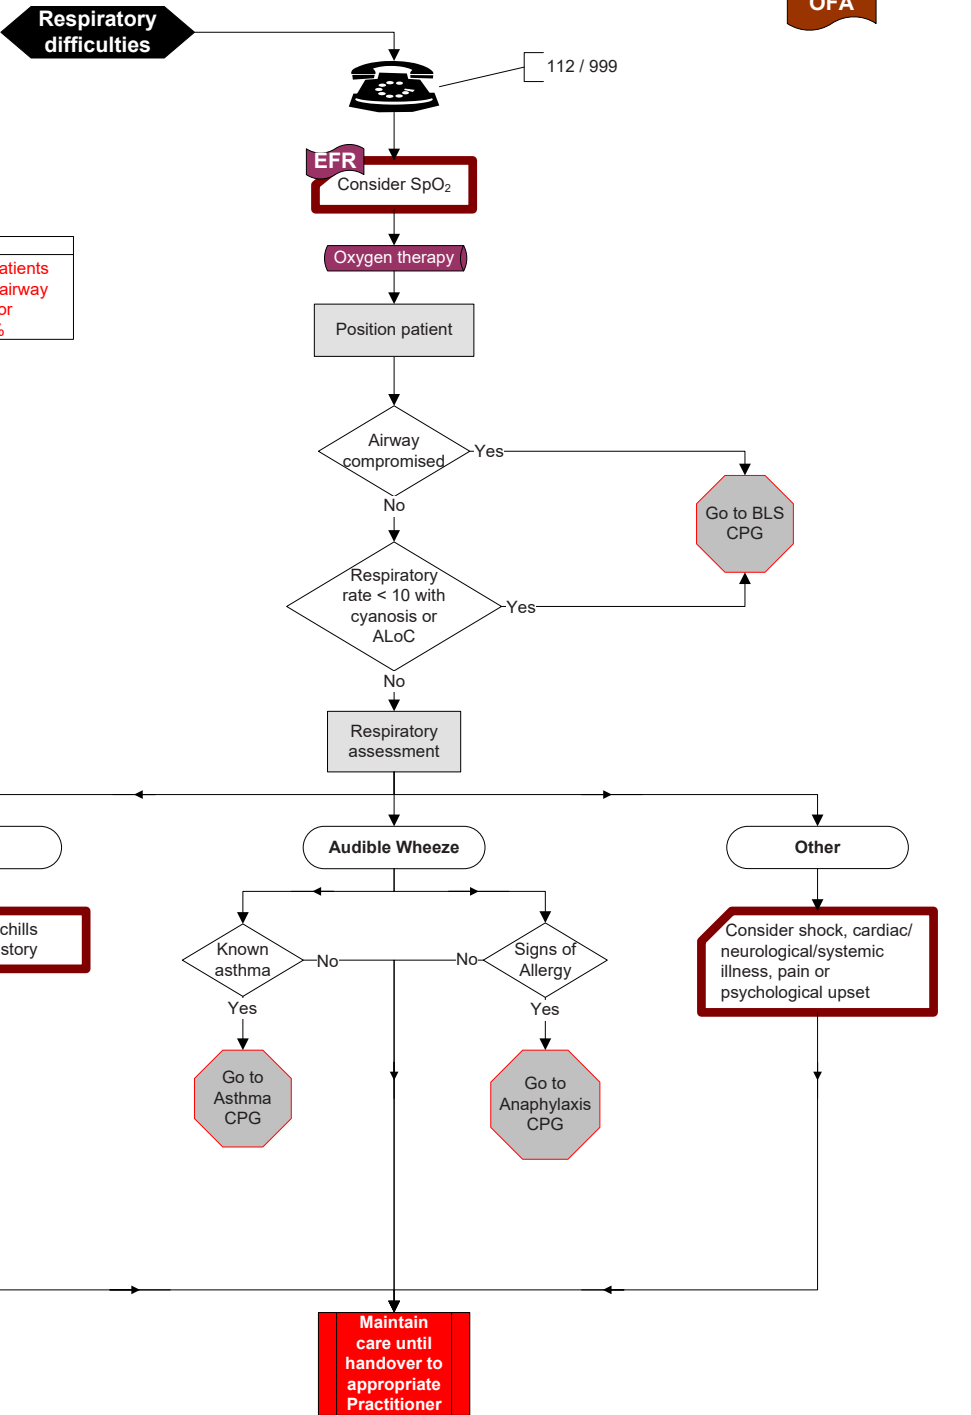 OFA
Respiratory
difficulties
112 / 999
EFR
Consider SpO₂
Oxygen therapy
atients
airway
or
%
Position patient
Airway
compromised
Yes
No
Go to BLS
CPG
Respiratory
rate < 10 with
cyanosis or
ALoC
Yes
No
Respiratory
assessment
Audible Wheeze
Other
chills
story
Known
asthma
No
No
Signs of
Allergy
Consider shock, cardiac/
neurological/systemic
illness, pain or
psychological upset
Yes
Yes
Go to
Asthma
CPG
Go to
Anaphylaxis
CPG
Maintain
care until
handover to
appropriate
Practitioner